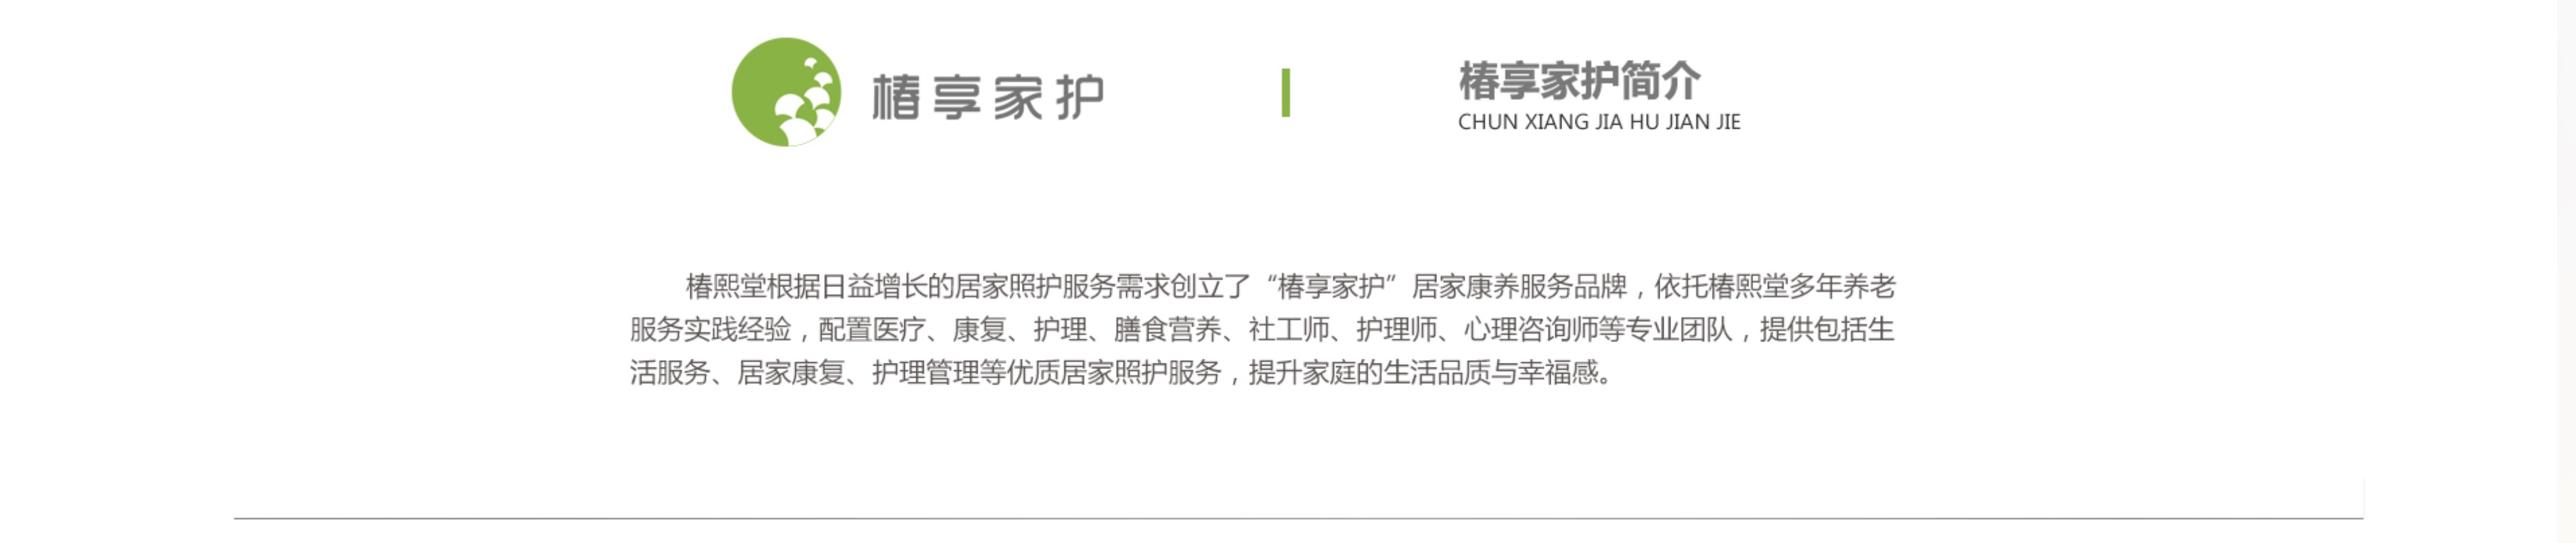 椿享家护
椿享家护简介
CHUN XIANG JIA HU JIAN JIE
椿熙堂根据日益增长的居家照护服务需求创立了“椿享家护”居家康养服务品牌，依托椿熙堂多年养老
服务实践经验，配置医疗、康复、护理、膳食营养、社工师、护理师、心理咨询师等专业团队，提供包括生
活服务、居家康复、护理管理等优质居家照护服务，提升家庭的生活品质与幸福感。